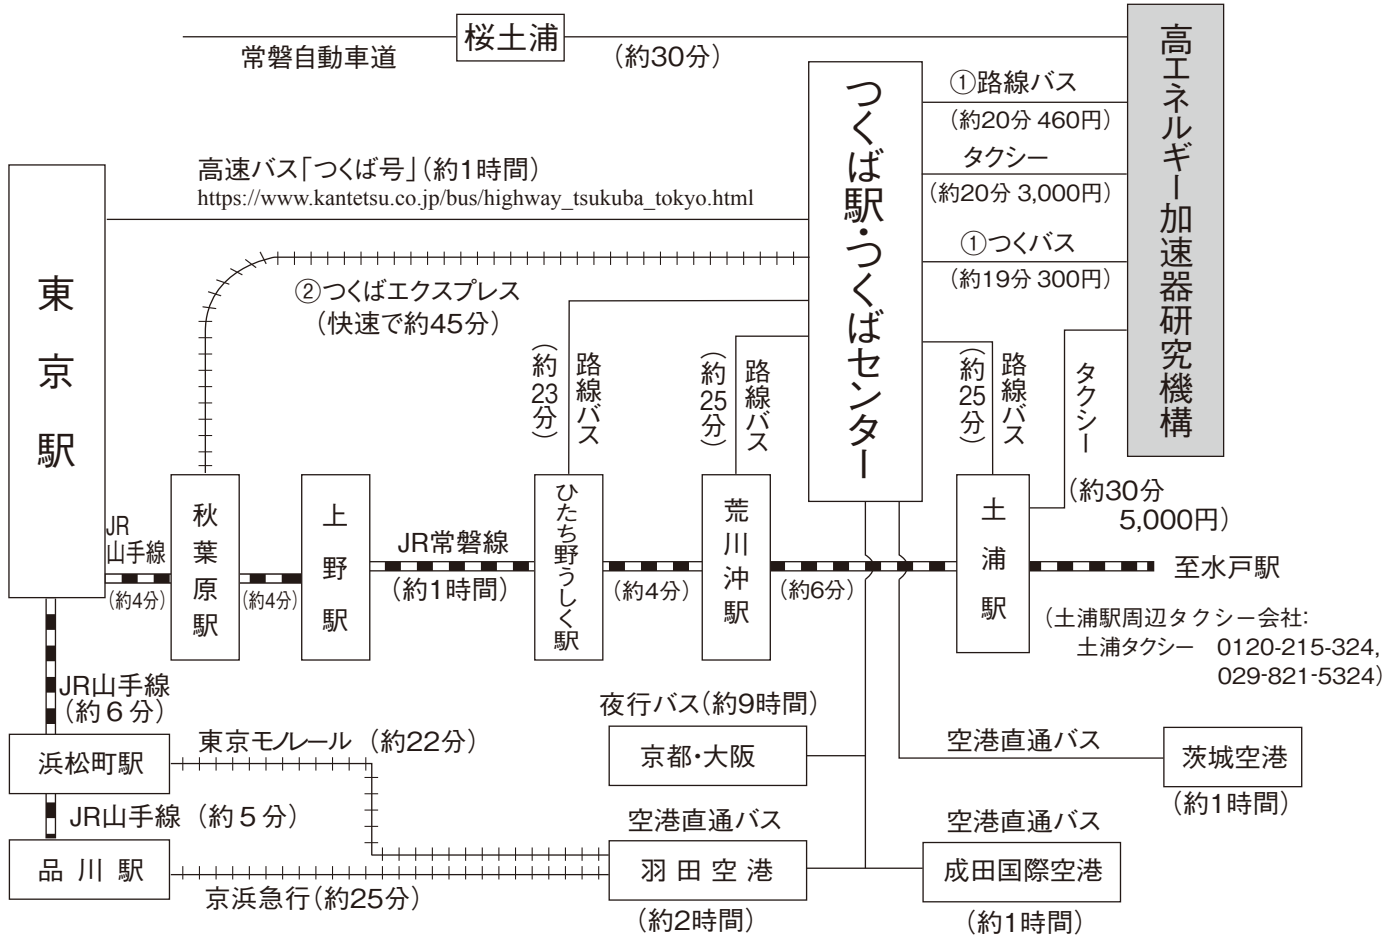 常磐自動車道
桜土浦
(約30分)
高エネルギー加速器研究機構
つくば駅・つくばセンター
①路線バス
(約20分 460円)
タクシー
(約20分 3,000円)
①つくバス
(約19分 300円)
高速バス「つくば号」(約1時間)
https://www.kantetsu.co.jp/bus/highway_tsukuba_tokyo.html
東京駅
②つくばエクスプレス
(快速で約45分)
路線バス
(約23分)
路線バス
(約25分)
路線バス
(約25分)
タクシー
(約30分
5,000円)
JR
山手線
(約4分)
秋葉原駅
(約4分)
上野駅
JR常磐線
(約1時間)
ひたち野うしく駅
(約4分)
荒川沖駅
(約6分)
土浦駅
至水戸駅
(土浦駅周辺タクシー会社:
土浦タクシー 0120-215-324,
029-821-5324)
JR山手線
(約6分)
浜松町駅
東京モノレール (約22分)
JR山手線 (約5分)
品川駅
京浜急行(約25分)
夜行バス(約9時間)
京都・大阪
空港直通バス
羽田空港
(約2時間)
空港直通バス
茨城空港
(約1時間)
空港直通バス
成田国際空港
(約1時間)